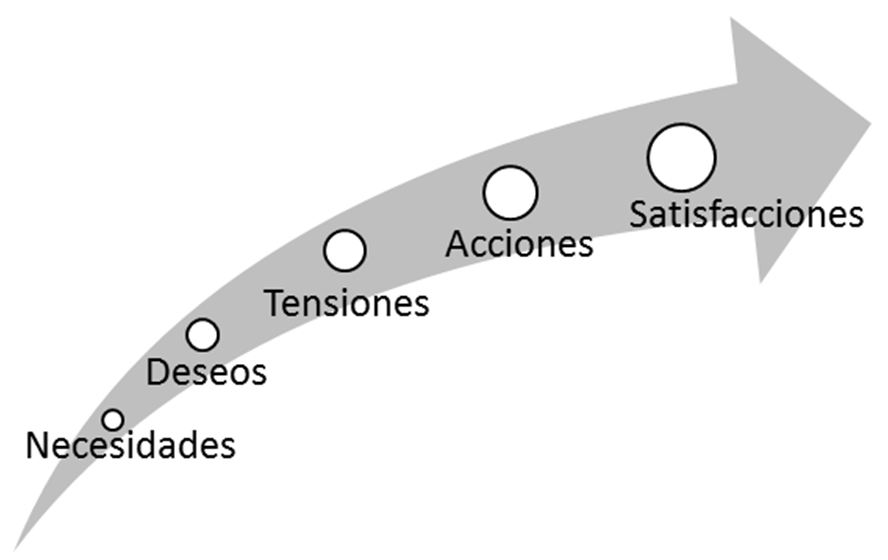 Necesidades
Deseos
Tensiones
Acciones
Satisfacciones